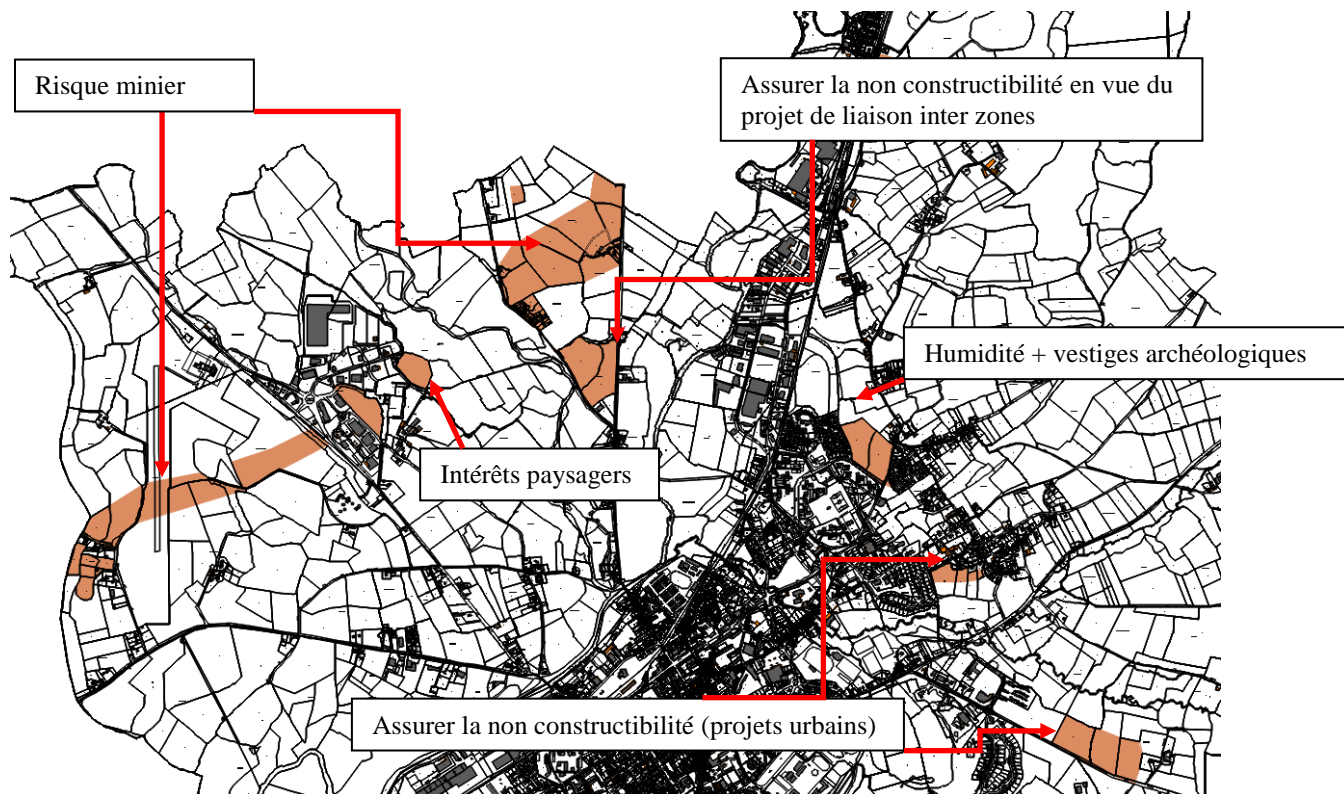 Risque minier
Assurer la non constructibilité en vue du
projet de liaison inter zones
Humidité + vestiges archéologiques
Intérêts paysagers
Assurer la non constructibilité (projets urbains)